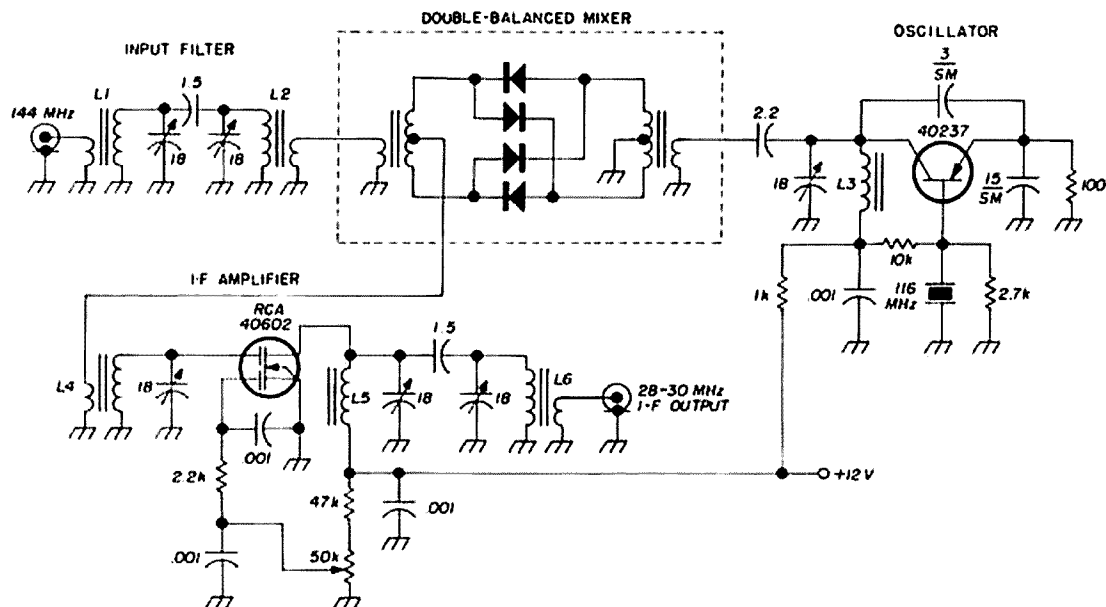 DOUBLE-BALANCED MIXER
INPUT FILTER
OSCILLATOR
144 MHz
L1
1.5
L2
18
18
2.2
3
SM
40237
18
L3
15
SM
100
10k
1k
.001
116
MHz
2.7k
I-F AMPLIFIER
RCA
40602
L4
18
1.5
L5
18
18
L6
28-30 MHz
I-F OUTPUT
.001
2.2k
47k
.001
+12V
.001
50k